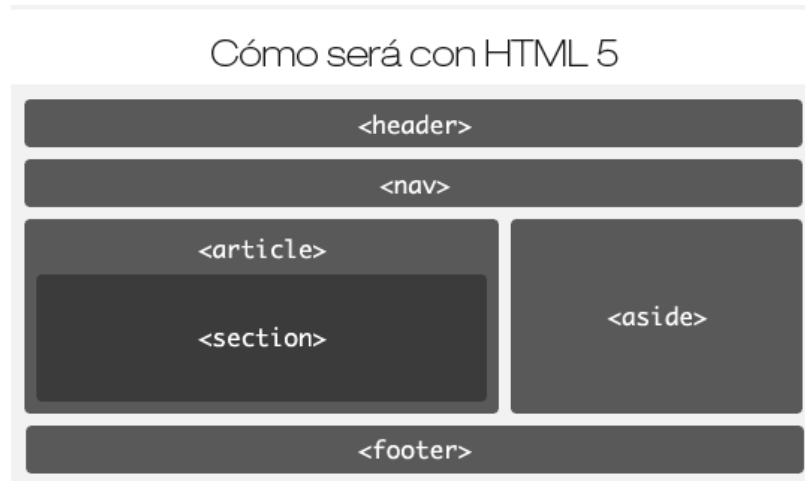 Cómo será con HTML 5
<header>
<nav>
<article>
<section>
<aside>
<footer>